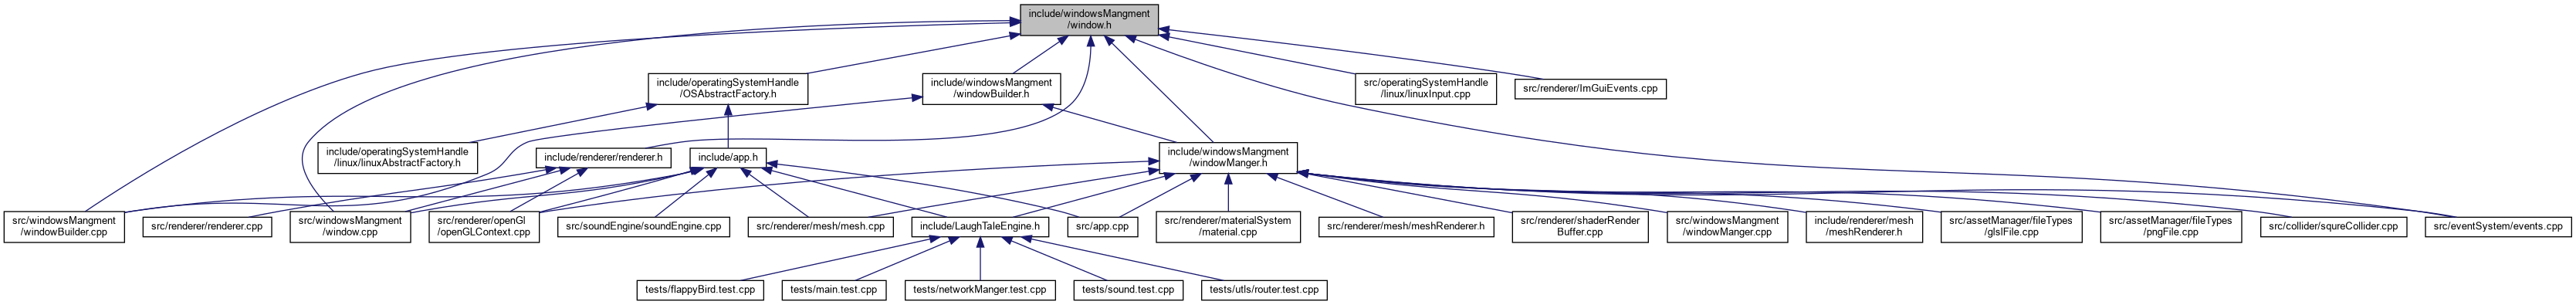 include/windowsMangment
/window.h
include/operatingSystemHandle
/OSAbstractFactory.h
include/windowsMangment
/windowBuilder.h
src/operatingSystemHandle
/linux/linuxInput.cpp
src/renderer/ImGuiEvents.cpp
include/operatingSystemHandle
/linux/linuxAbstractFactory.h
include/renderer/renderer.h
include/app.h
include/windowsMangment
/windowManger.h
src/windowsMangment
/windowBuilder.cpp
src/renderer/renderer.cpp
src/windowsMangment
/window.cpp
src/renderer/openGl
/openGLContext.cpp
src/soundEngine/soundEngine.cpp
src/renderer/mesh/mesh.cpp
include/LaughTaleEngine.h
src/app.cpp
src/renderer/materialSystem
/material.cpp
src/renderer/mesh/meshRenderer.h
src/renderer/shaderRender
Buffer.cpp
src/windowsMangment
/windowManger.cpp
include/renderer/mesh
/meshRenderer.h
src/assetManager/fileTypes
/glslFile.cpp
src/assetManager/fileTypes
/pngFile.cpp
src/collider/squreCollider.cpp
src/eventSystem/events.cpp
tests/flappyBird.test.cpp
tests/main.test.cpp
tests/networkManger.test.cpp
tests/sound.test.cpp
tests/utls/router.test.cpp